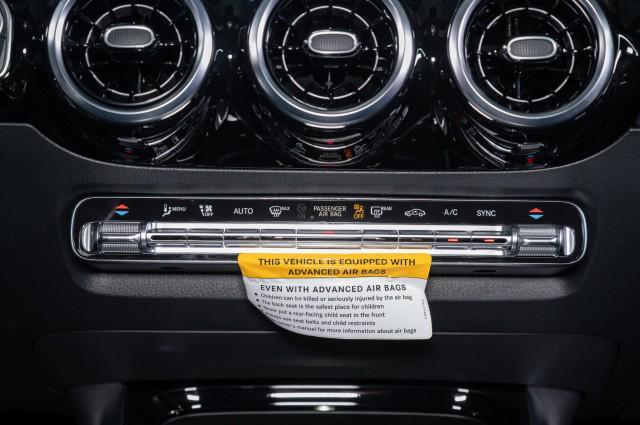 MENU
OFF
AUTO
MAX
PASSENGER
AIR BAG
OFF
REAR
A/C
SYNC
THIS VEHICLE IS EQUIPPED WITH
ADVANCED AIR BAGS
EVEN WITH ADVANCED AIR BAGS
Children can be killed or seriously injured by the air bag
The back seat is the safest place for children
Never put a rear-facing child seat in the front
Always use seat belts and child restraints
manual for more information about air bags